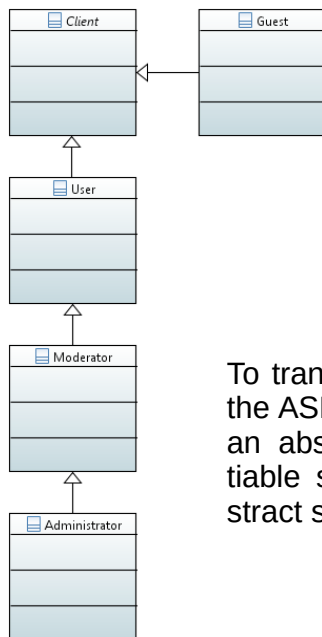 Client
Guest
User
Moderator
To tran
the ASI
an abs
tiable s
stract s
Administrator